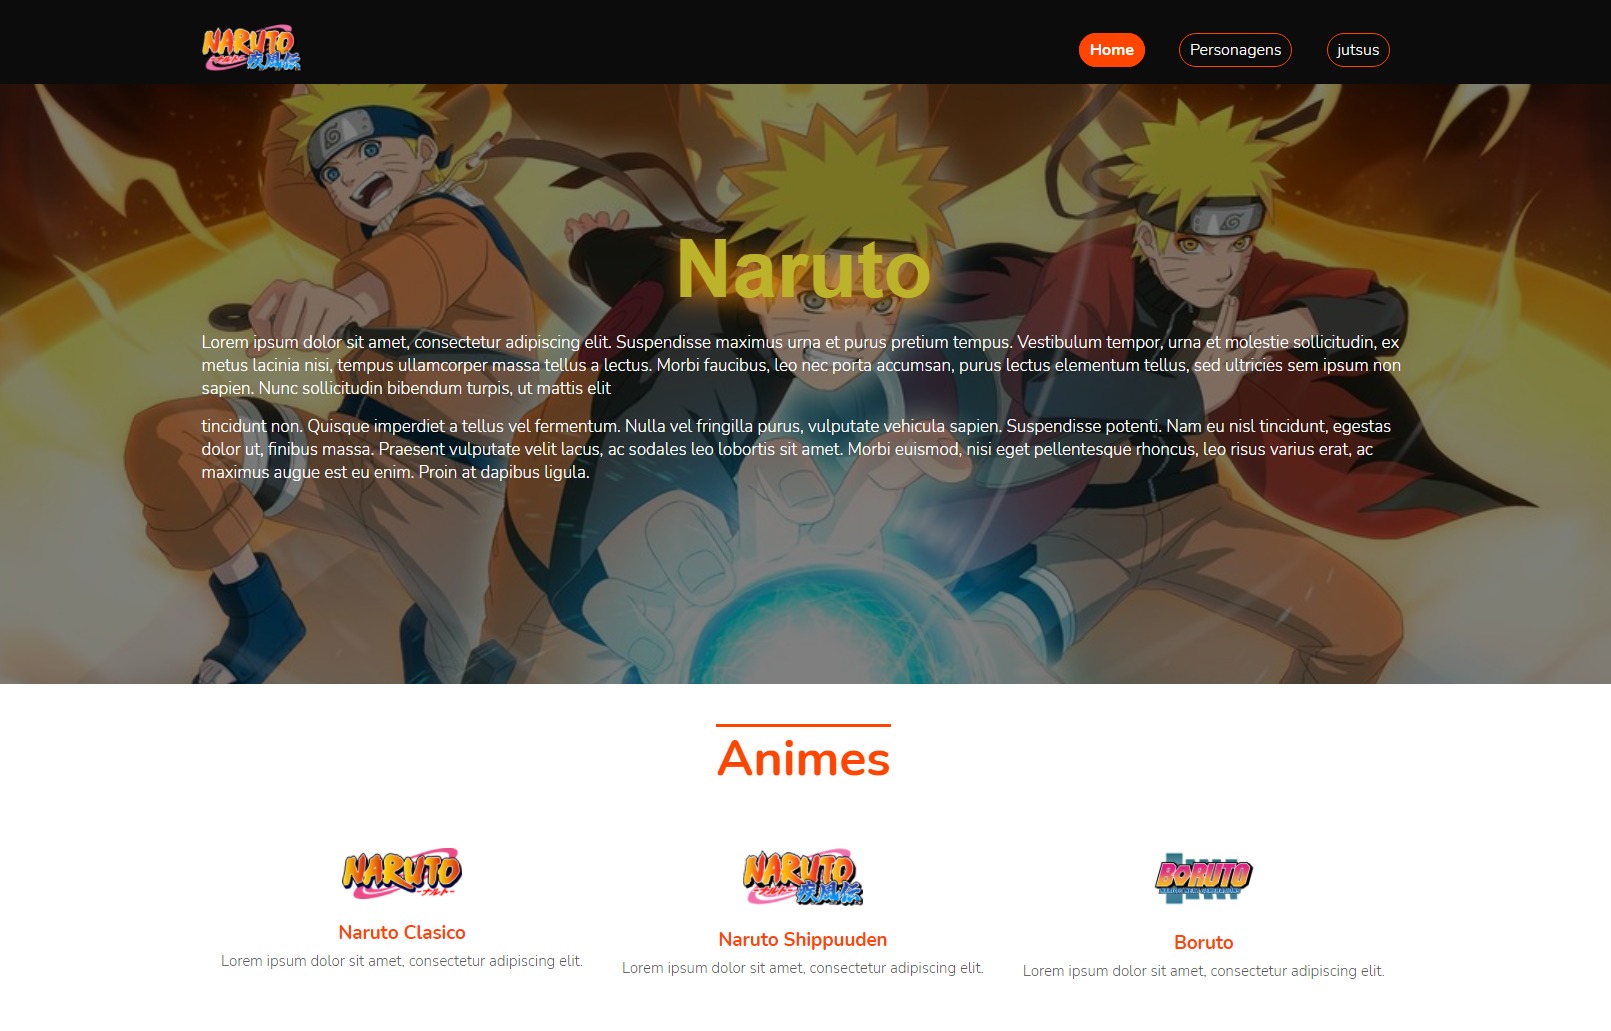 NARUTO
疾風伝
Home
Personagens
jutsus
Naruto
Lorem ipsum dolor sit amet, consectetur adipiscing elit. Suspendisse maximus urna et purus pretium tempus. Vestibulum tempor, urna et molestie sollicitudin, ex
metus lacinia nisi, tempus ullamcorper massa tellus a lectus. Morbi faucibus, leo nec porta accumsan, purus lectus elementum tellus, sed ultricies sem ipsum non
sapien. Nunc sollicitudin bibendum turpis, ut mattis elit
tincidunt non. Quisque imperdiet a tellus vel fermentum. Nulla vel fringilla purus, vulputate vehicula sapien. Suspendisse potenti. Nam eu nisl tincidunt, egestas
dolor ut, finibus massa. Praesent vulputate velit lacus, ac sodales leo lobortis sit amet. Morbi euismod, nisi eget pellentesque rhoncus, leo risus varius erat, ac
maximus augue est eu enim. Proin at dapibus ligula.
Animes
NARUTO
-ナルト-
Naruto Clasico
Lorem ipsum dolor sit amet, consectetur adipiscing elit.
NARUTO
疾風伝
Naruto Shippuuden
Lorem ipsum dolor sit amet, consectetur adipiscing elit.
BORUTO
Boruto
Lorem ipsum dolor sit amet, consectetur adipiscing elit.